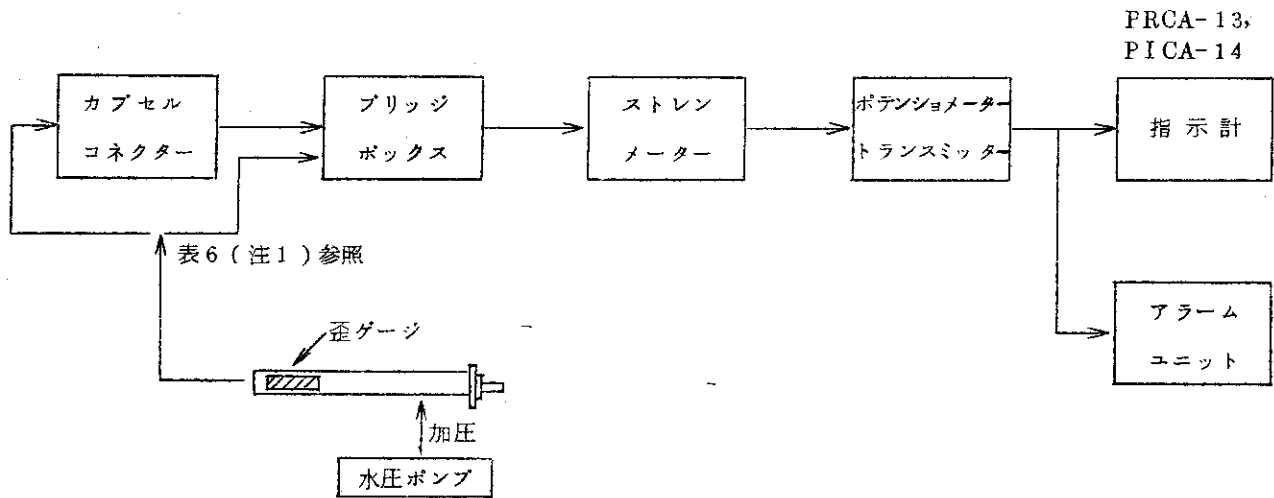 PRCA-13,
PICA-14
カプセル
コネクター
ブリッジ
ボックス
ストレン
メーター
ポテンショメーター
トランスミッター
指示計
表6(注1)参照
歪ゲージ
アラーム
ユニット
加圧
水圧ポンプ